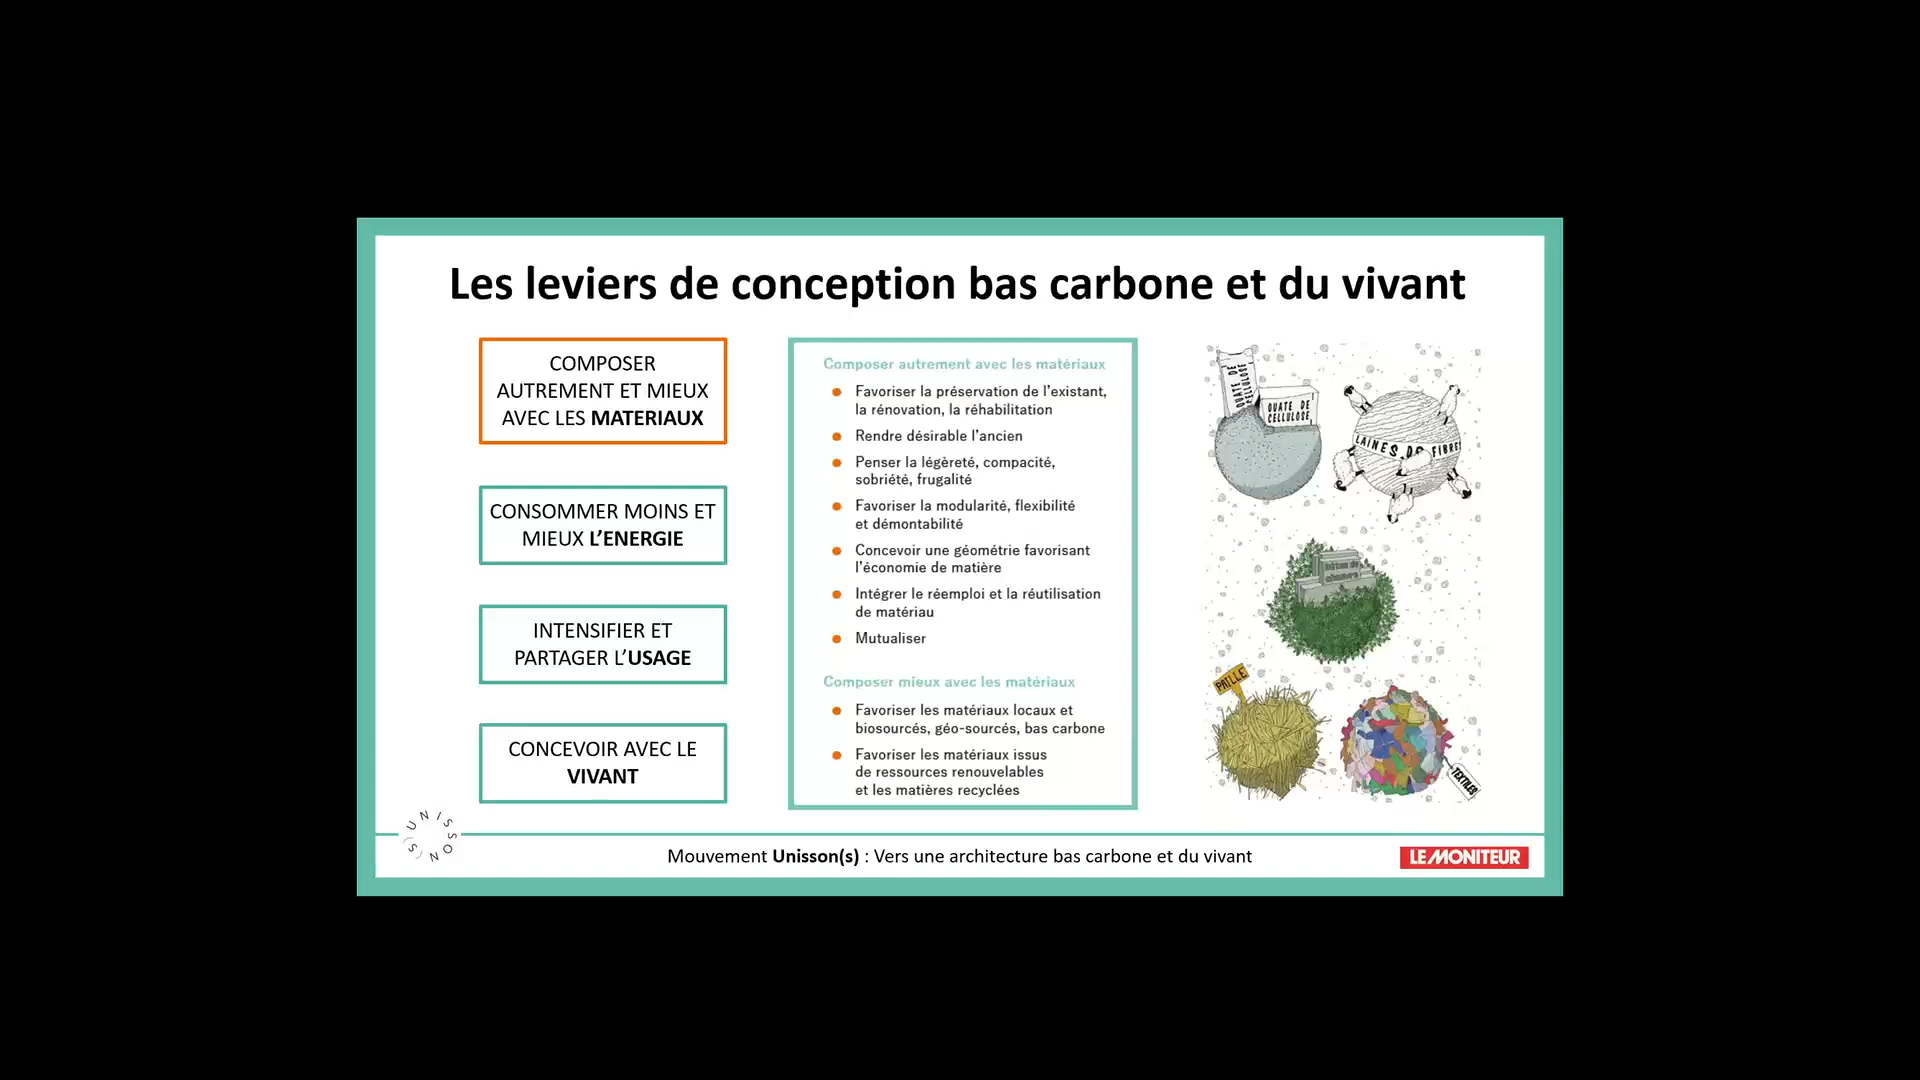 Les leviers de conception bas carbone et du vivant
COMPOSER
AUTREMENT ET MIEUX
AVEC LES MATERIAUX
CONSOMMER MOINS ET
MIEUX L'ENERGIE
INTENSIFIER ET
PARTAGER L'USAGE
CONCEVOIR AVEC LE
VIVANT
Composer autrement avec les matériaux
Favoriser la préservation de l'existant,
la rénovation, la réhabilitation
Rendre désirable l'ancien
Penser la légèreté, compacité,
sobriété, frugalité
Favoriser la modularité, flexibilité
et démontabilité
Concevoir une géométrie favorisant
l'économie de matière
Intégrer le réemploi et la réutilisation
de matériau
Mutualiser
Composer mieux avec les matériaux
Favoriser les matériaux locaux et
biosourcés, géo-sourcés, bas carbone
Favoriser les matériaux issus
de ressources renouvelables
et les matières recyclées
OUATE DE
CELLULOSE
LAINES DE FIBRE
PAILLE
TEXTILES
UNISSON(S)
Mouvement Unisson(s) : Vers une architecture bas carbone et du vivant
LE MONITEUR